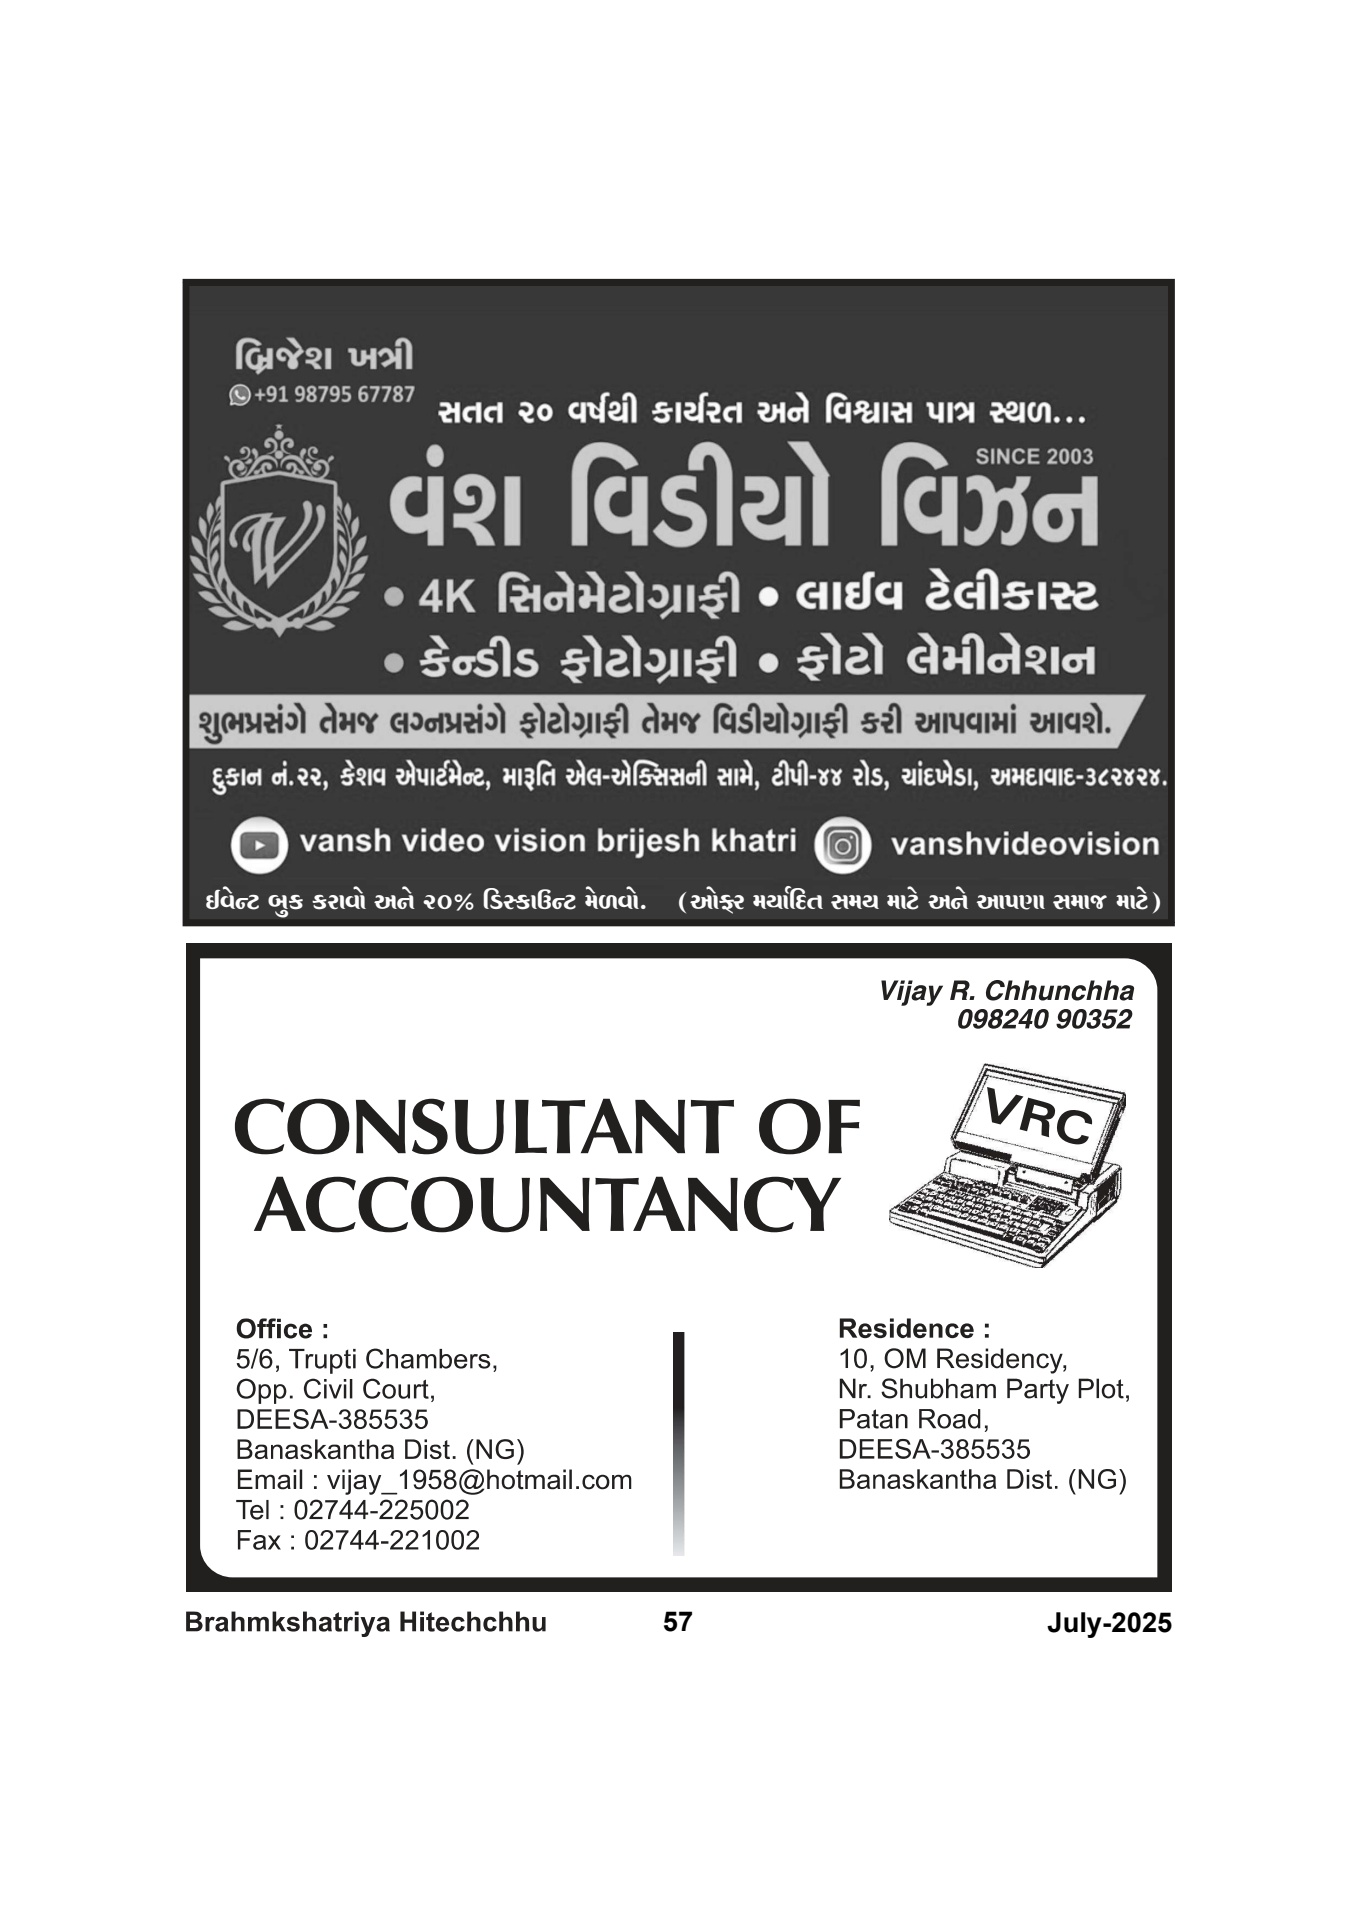 બ્રિજેશ ખત્રી
+91 98795 67787
સતત ૨૦ વર્ષથી કાર્યરત અને વિશ્વાસ પાત્ર સ્થળ...
SINCE 2003
વંશ વિડીયો વિઝન
W
• 4K સિનેમેટોગ્રાફી • લાઈવ ટેલીકાસ્ટ
• કેન્ડીડ ફોટોગ્રાફી • ફોટો લેમીનેશન
શુભપ્રસંગે તેમજ લગ્નપ્રસંગે ફોટોગ્રાફી તેમજ વિડીયોગ્રાફી કરી આપવામાં આવશે.
દુકાન નં.૨૨, કેશવ એપાર્ટમેન્ટ, મારૂતિ એલ-એક્સિસની સામે, ટીપી-૪૪ રોડ, ચાંદખેડા, અમદાવાદ-૩૮૨૪૨૪.
vansh video vision brijesh khatri vanshvideovision
ઈવેન્ટ બુક કરાવો અને ૨૦% ડિસ્કાઉન્ટ મેળવો. (ઓફર મર્યાદિત સમય માટે અને આપણા સમાજ માટે)
Vijay R. Chhunchha
098240 90352
VRC
CONSULTANT OF
ACCOUNTANCY
Office :
5/6, Trupti Chambers,
Opp. Civil Court,
DEESA-385535
Banaskantha Dist. (NG)
Email : vijay_1958@hotmail.com
Tel : 02744-225002
Fax : 02744-221002
Residence :
10, OM Residency,
Nr. Shubham Party Plot,
Patan Road,
DEESA-385535
Banaskantha Dist. (NG)
Brahmkshatriya Hitechchhu 57 July-2025